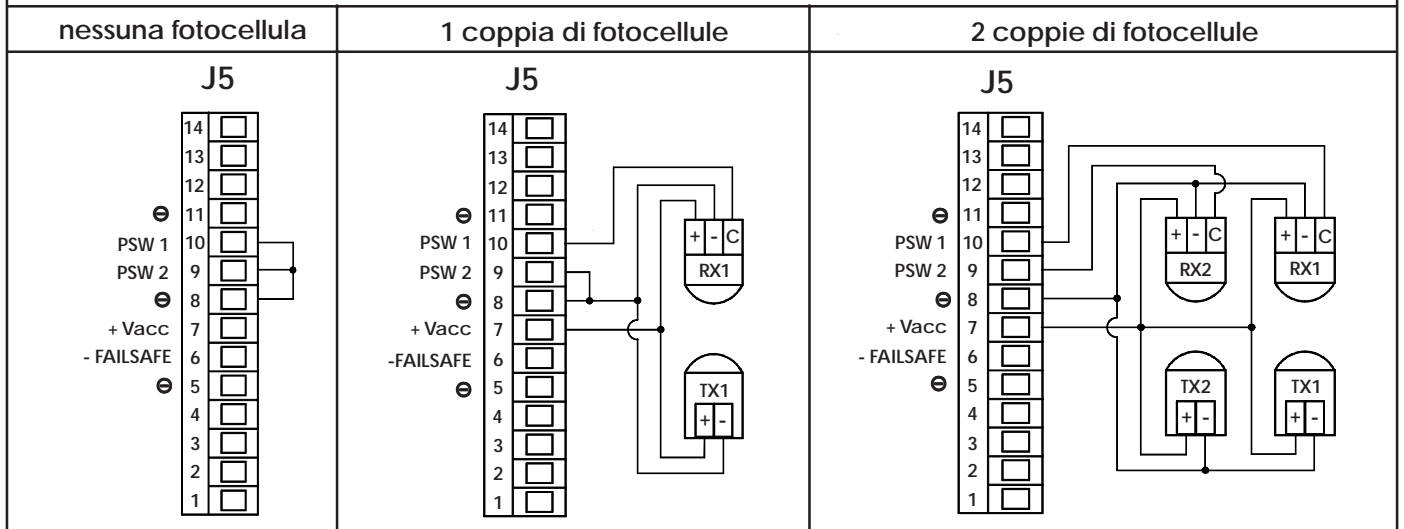 nessuna fotocellula
1 coppia di fotocellule
2 coppie di fotocellule
J5
14
13
12
⊖ 11
PSW 1 10
PSW 2 9
⊖ 8
+ Vacc 7
- FAILSAFE 6
⊖ 5
4
3
2
1
J5
14
13
12
⊖ 11
PSW 1 10
PSW 2 9
⊖ 8
+ Vacc 7
-FAILSAFE 6
⊖ 5
4
3
2
1
+ - C
RX1
TX1
+ -
J5
14
13
12
⊖ 11
PSW 1 10
PSW 2 9
⊖ 8
+ Vacc 7
- FAILSAFE 6
⊖ 5
4
3
2
1
+ - C
RX2
+ - C
RX1
TX2
+ -
TX1
+ -